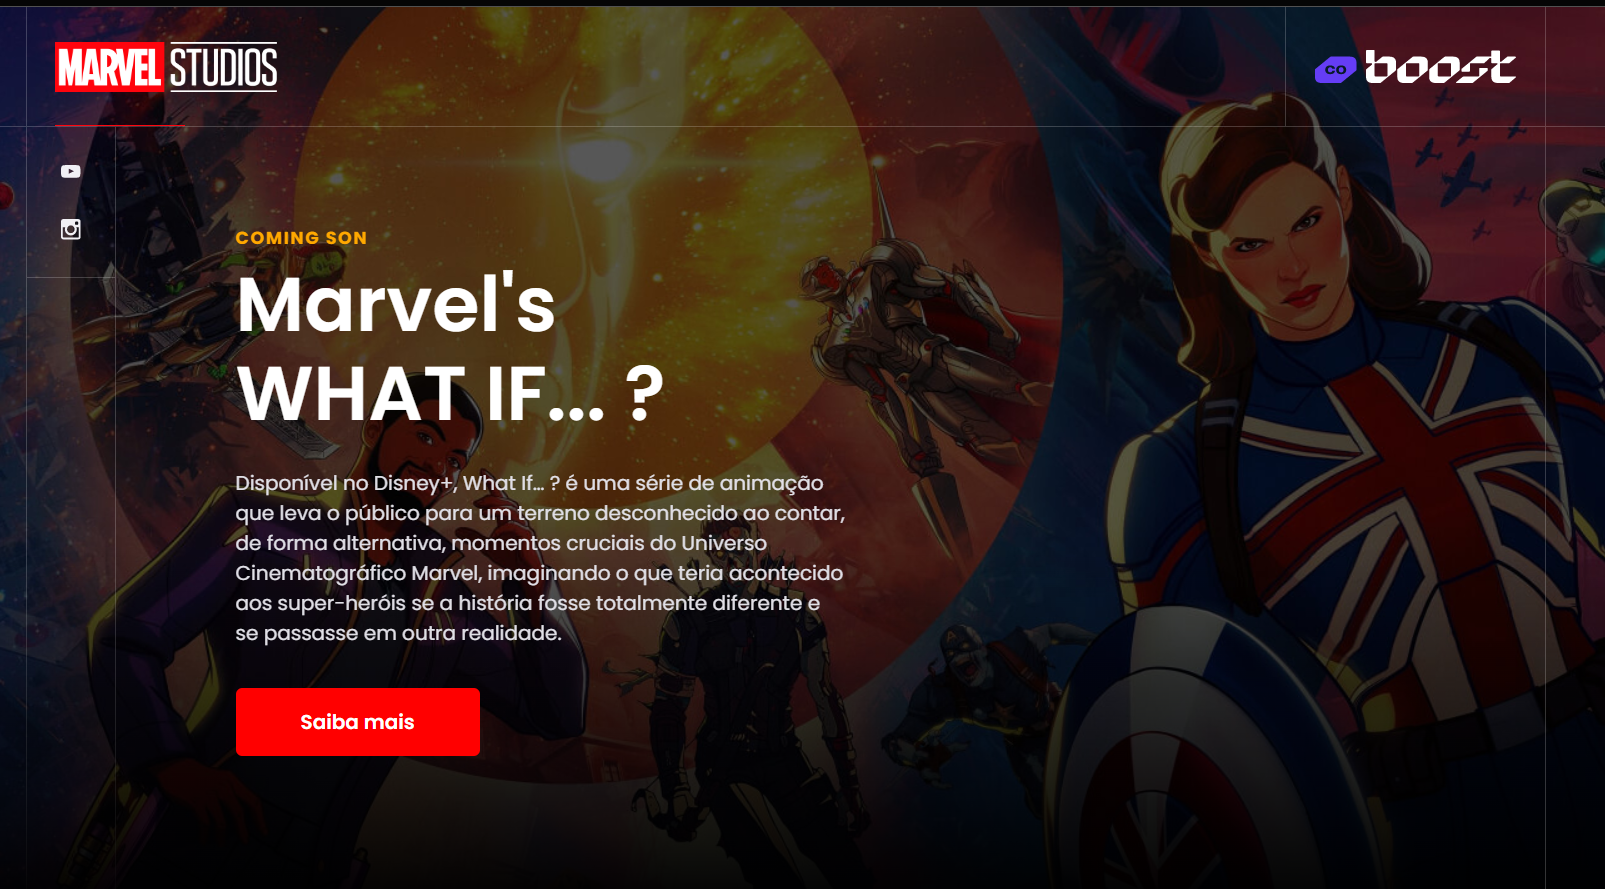 MARVEL STUDIOS
co boost
COMING SON
Marvel's
WHAT IF... ?
Disponível no Disney+, What If... ? é uma série de animação
que leva o público para um terreno desconhecido ao contar,
de forma alternativa, momentos cruciais do Universo
Cinematográfico Marvel, imaginando o que teria acontecido
aos super-heróis se a história fosse totalmente diferente e
se passasse em outra realidade.
Saiba mais